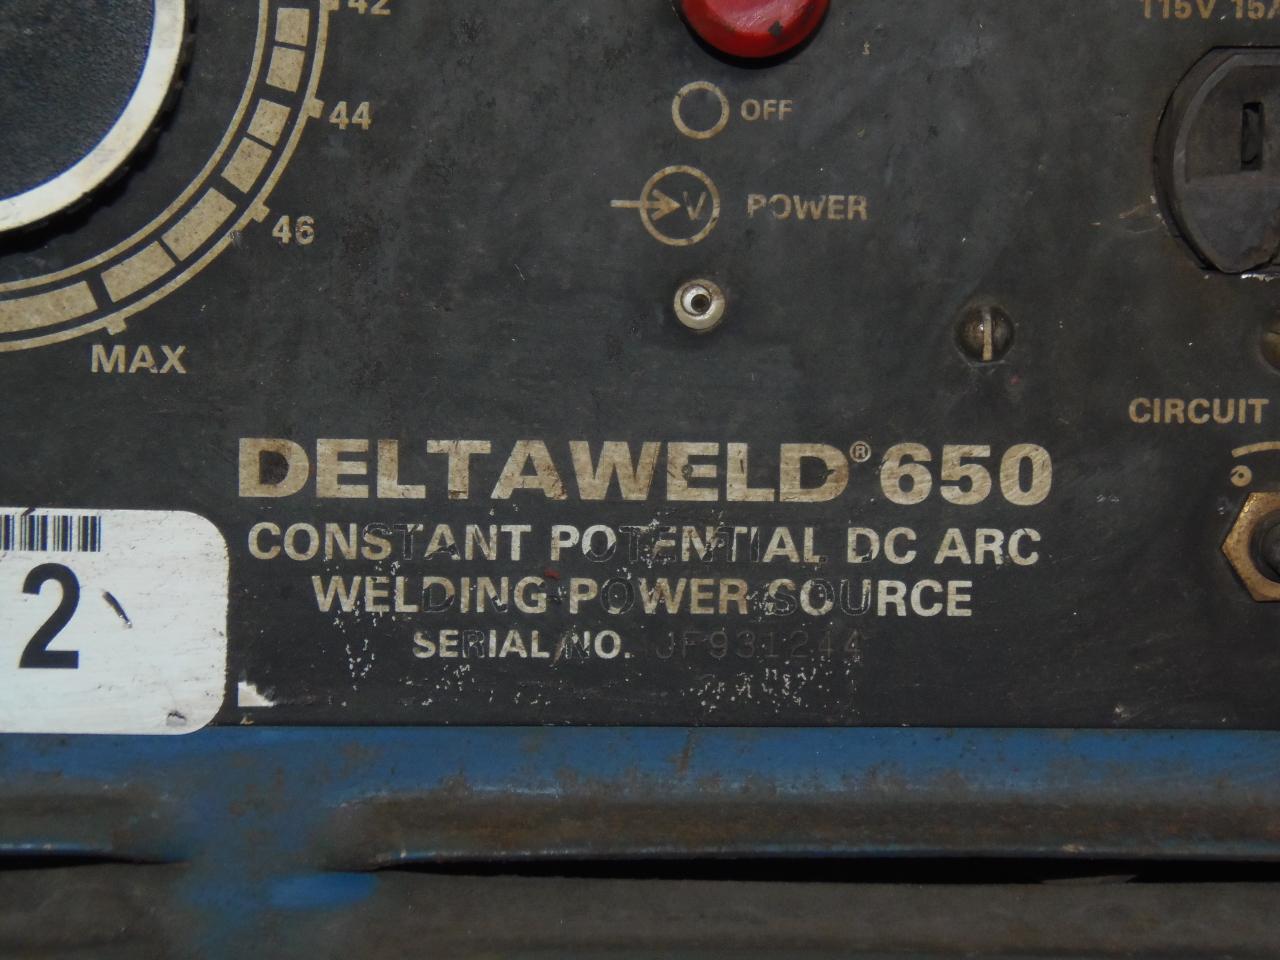 42
115V 15A
44
OFF
46
V
POWER
MAX
CIRCUIT
DELTAWELD® 650
CONSTANT POTENTIAL DC ARC
2
WELDING POWER SOURCE
SERIAL NO. JF931244